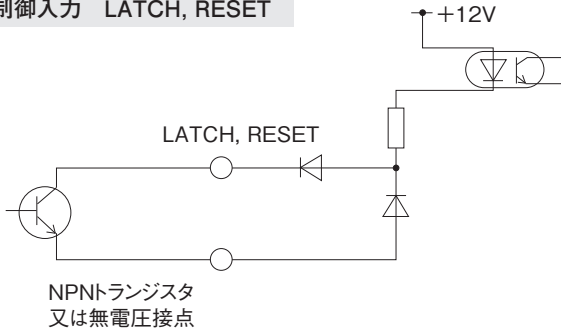 制御入力 LATCH, RESET
+12V
LATCH, RESET
NPNトランジスタ
又は無電圧接点